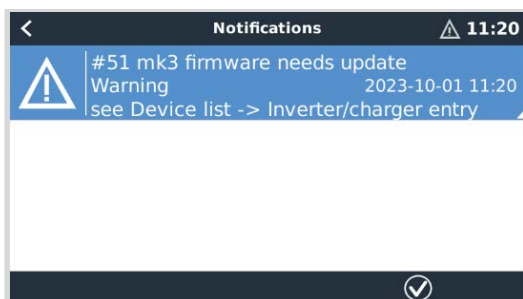 Notifications 11:20
#51 mk3 firmware needs update
Warning 2023-10-01 11:20
see Device list -> Inverter/charger entry